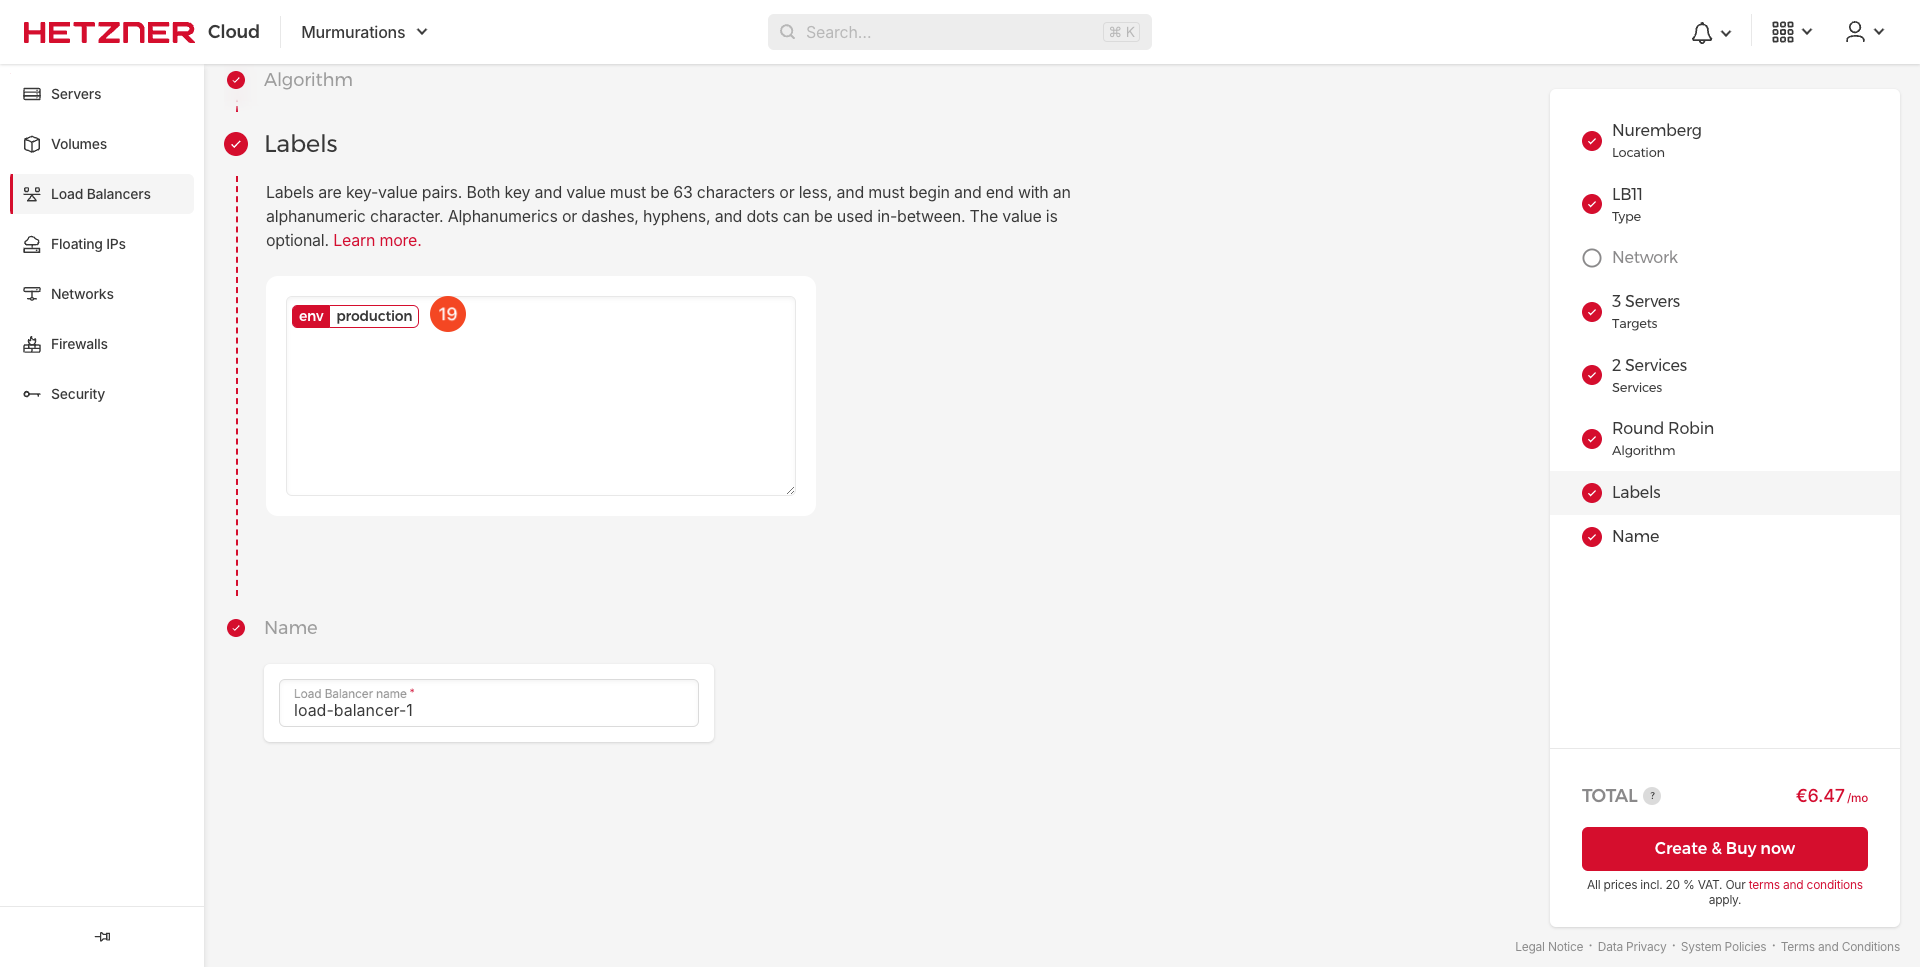 HETZNER Cloud
Murmurations
Search...
⌘ K
Servers
Volumes
Load Balancers
Floating IPs
Networks
Firewalls
Security
Algorithm
Labels
Labels are key-value pairs. Both key and value must be 63 characters or less, and must begin and end with an
alphanumeric character. Alphanumerics or dashes, hyphens, and dots can be used in-between. The value is
optional. Learn more.
env production 19
Name
Load Balancer name *
load-balancer-1
Nuremberg
Location
LB11
Type
Network
3 Servers
Targets
2 Services
Services
Round Robin
Algorithm
Labels
Name
TOTAL ? €6.47 /mo
Create & Buy now
All prices incl. 20 % VAT. Our terms and conditions
apply.
Legal Notice · Data Privacy · System Policies · Terms and Conditions